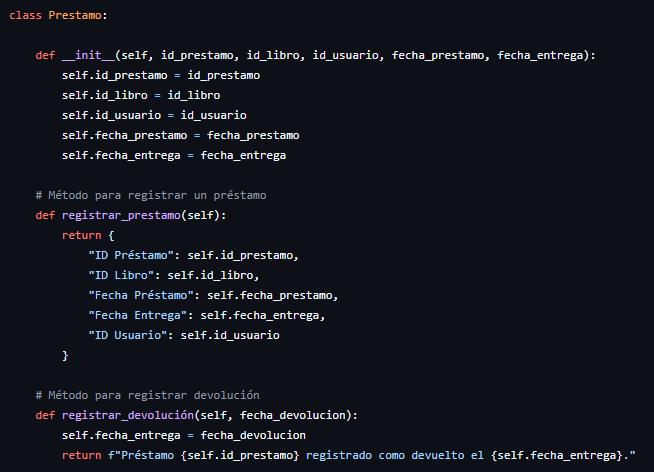 class Prestamo:
def __init__(self, id_prestamo, id_libro, id_usuario, fecha_prestamo, fecha_entrega):
self.id_prestamo = id_prestamo
self.id_libro = id_libro
self.id_usuario = id_usuario
self.fecha_prestamo = fecha_prestamo
self.fecha_entrega = fecha_entrega
# Método para registrar un préstamo
def registrar_prestamo(self):
return {
"ID Préstamo": self.id_prestamo,
"ID Libro": self.id_libro,
"Fecha Préstamo": self.fecha_prestamo,
"Fecha Entrega": self.fecha_entrega,
"ID Usuario": self.id_usuario
}
# Método para registrar devolución
def registrar_devolución(self, fecha_devolucion):
self.fecha_entrega = fecha_devolucion
return f"Préstamo {self.id_prestamo} registrado como devuelto el {self.fecha_entrega}."